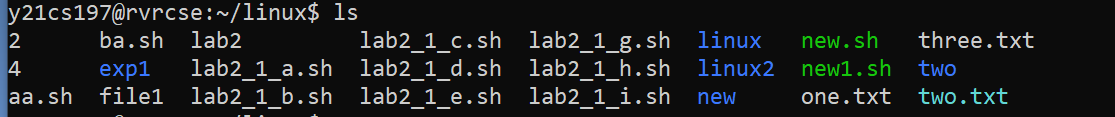 y21cs197@rvrcse:~/linux$ ls
2 ba.sh lab2 lab2_1_c.sh lab2_1_g.sh linux new.sh three.txt
4 exp1 lab2_1_a.sh lab2_1_d.sh lab2_1_h.sh linux2 new1.sh two
aa.sh file1 lab2_1_b.sh lab2_1_e.sh lab2_1_i.sh new one.txt two.txt